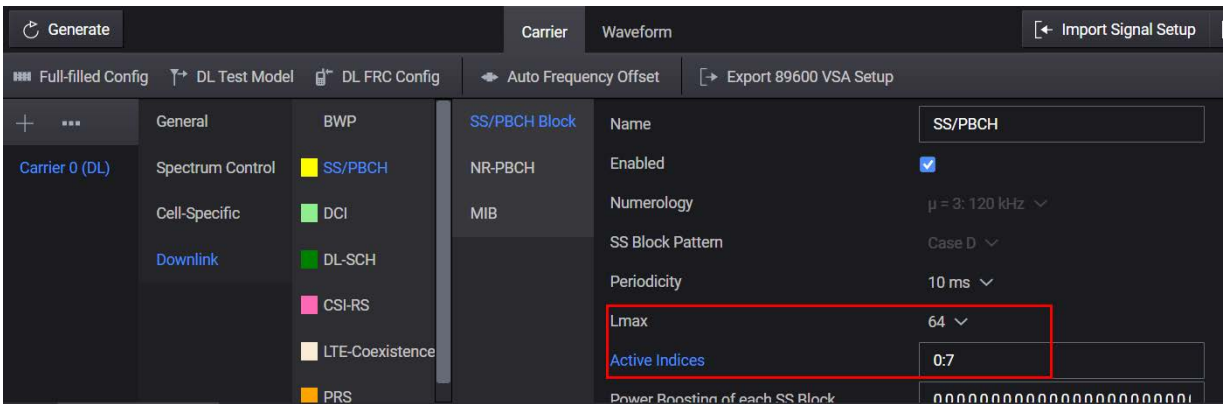 Generate
Carrier
Waveform
Import Signal Setup
Full-filled Config
DL Test Model
DL FRC Config
Auto Frequency Offset
Export 89600 VSA Setup
Carrier 0 (DL)
General
Spectrum Control
Cell-Specific
Downlink
BWP
SS/PBCH
DCI
DL-SCH
CSI-RS
LTE-Coexistence
PRS
SS/PBCH Block
NR-PBCH
MIB
Name SS/PBCH
Enabled
Numerology μ = 3: 120 kHz
SS Block Pattern Case D
Periodicity 10 ms
Lmax 64
Active Indices 0:7
Power Boosting of each SS Block